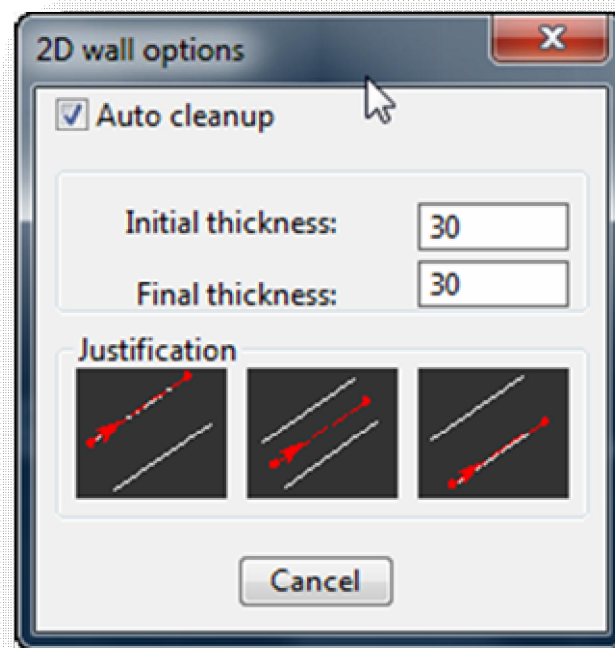 2D wall options
Auto cleanup
Initial thickness: 30
Final thickness: 30
Justification
Cancel